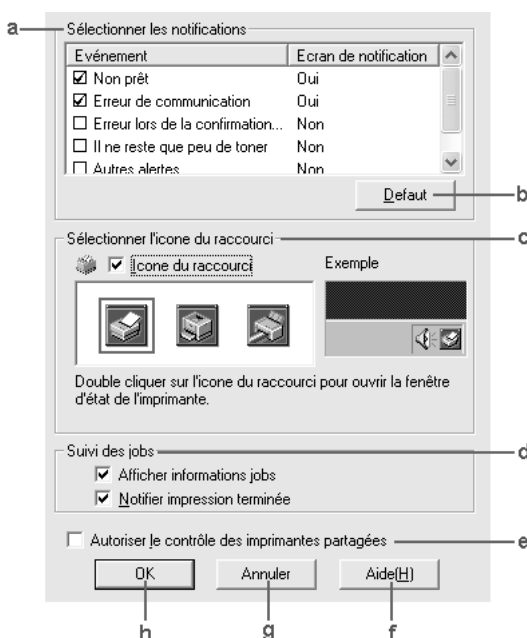 a
Sélectionner les notifications
Evénement Ecran de notification
Non prêt Oui
Erreur de communication Oui
Erreur lors de la confirmation... Non
Il ne reste que peu de toner Non
Autres alertes Non
Defaut
b
Sélectionner l'icone du raccourci
c
Icone du raccourci Exemple
Double cliquer sur l'icone du raccourci pour ouvrir la fenêtre
d'état de l'imprimante.
Suivi des jobs
d
Afficher informations jobs
Notifier impression terminée
Autoriser le contrôle des imprimantes partagées
e
OK Annuler Aide(H)
h g f